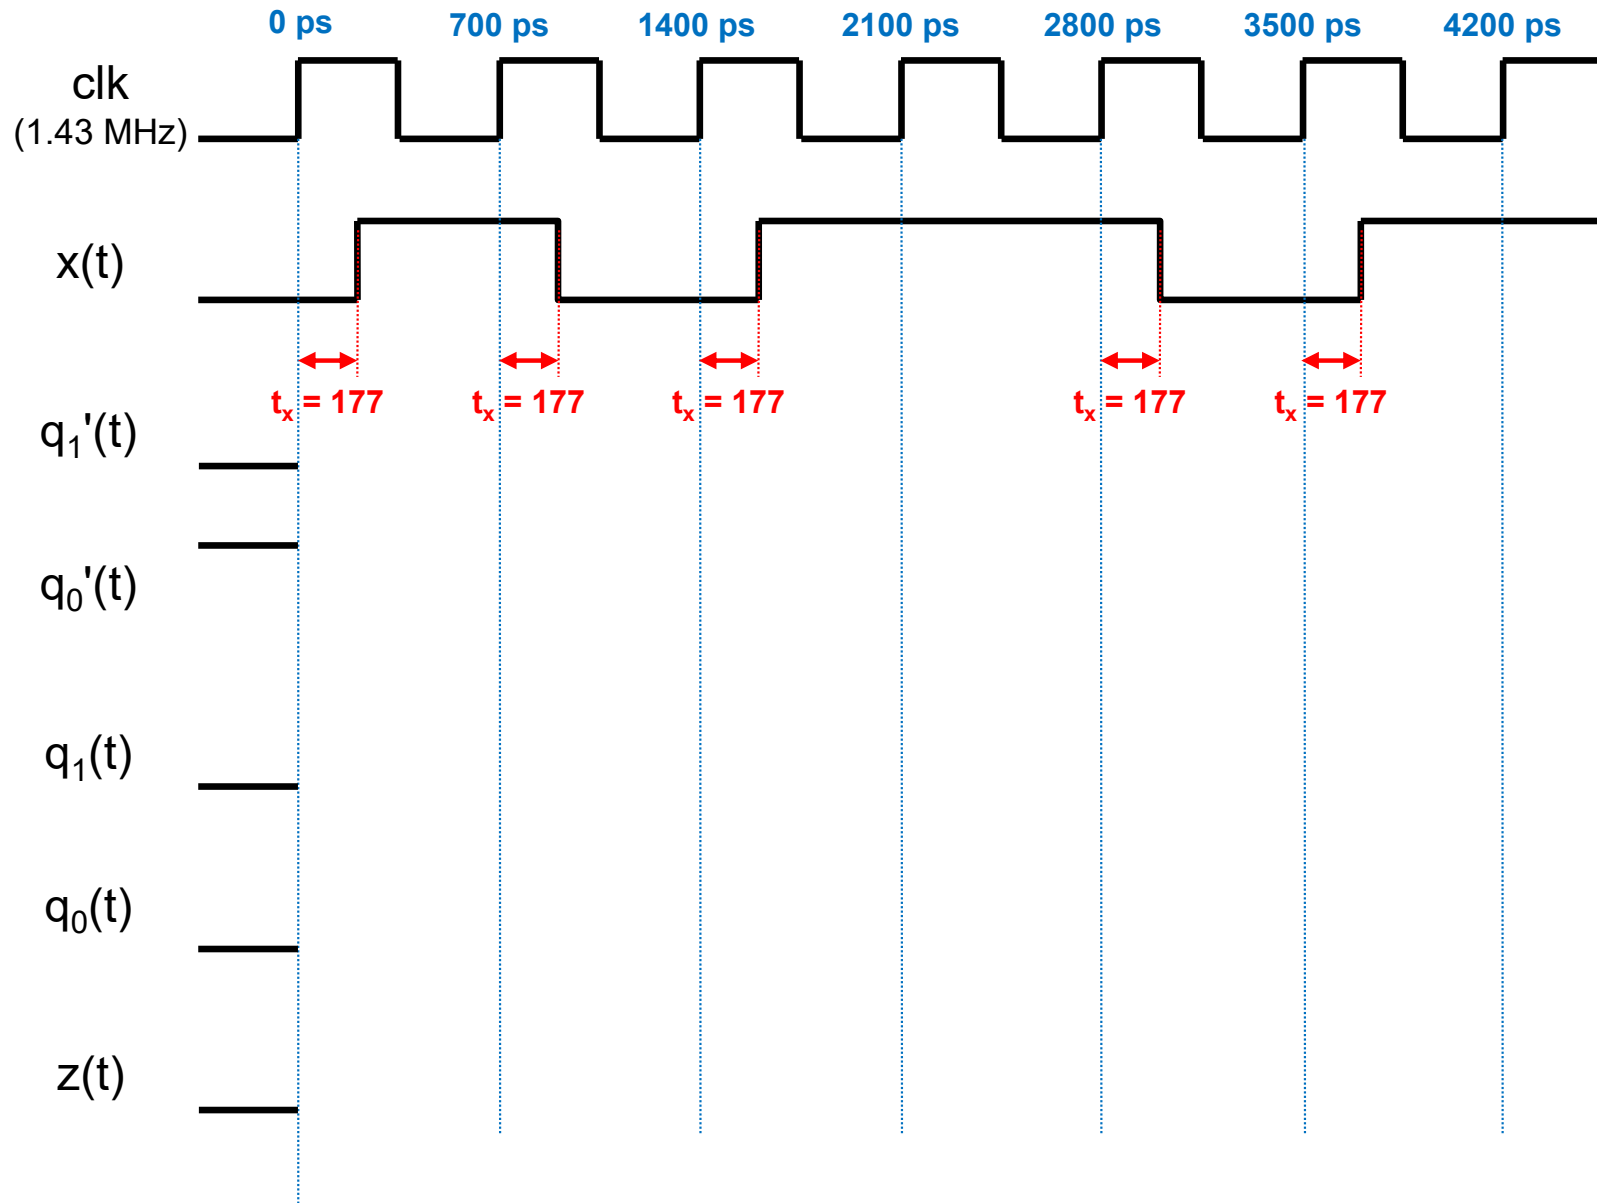 0 ps 700 ps 1400 ps 2100 ps 2800 ps 3500 ps 4200 ps
clk
(1.43 MHz)
x(t)
tₓ = 177 tₓ = 177 tₓ = 177 tₓ = 177 tₓ = 177
q₁'(t)
q₀'(t)
q₁(t)
q₀(t)
z(t)